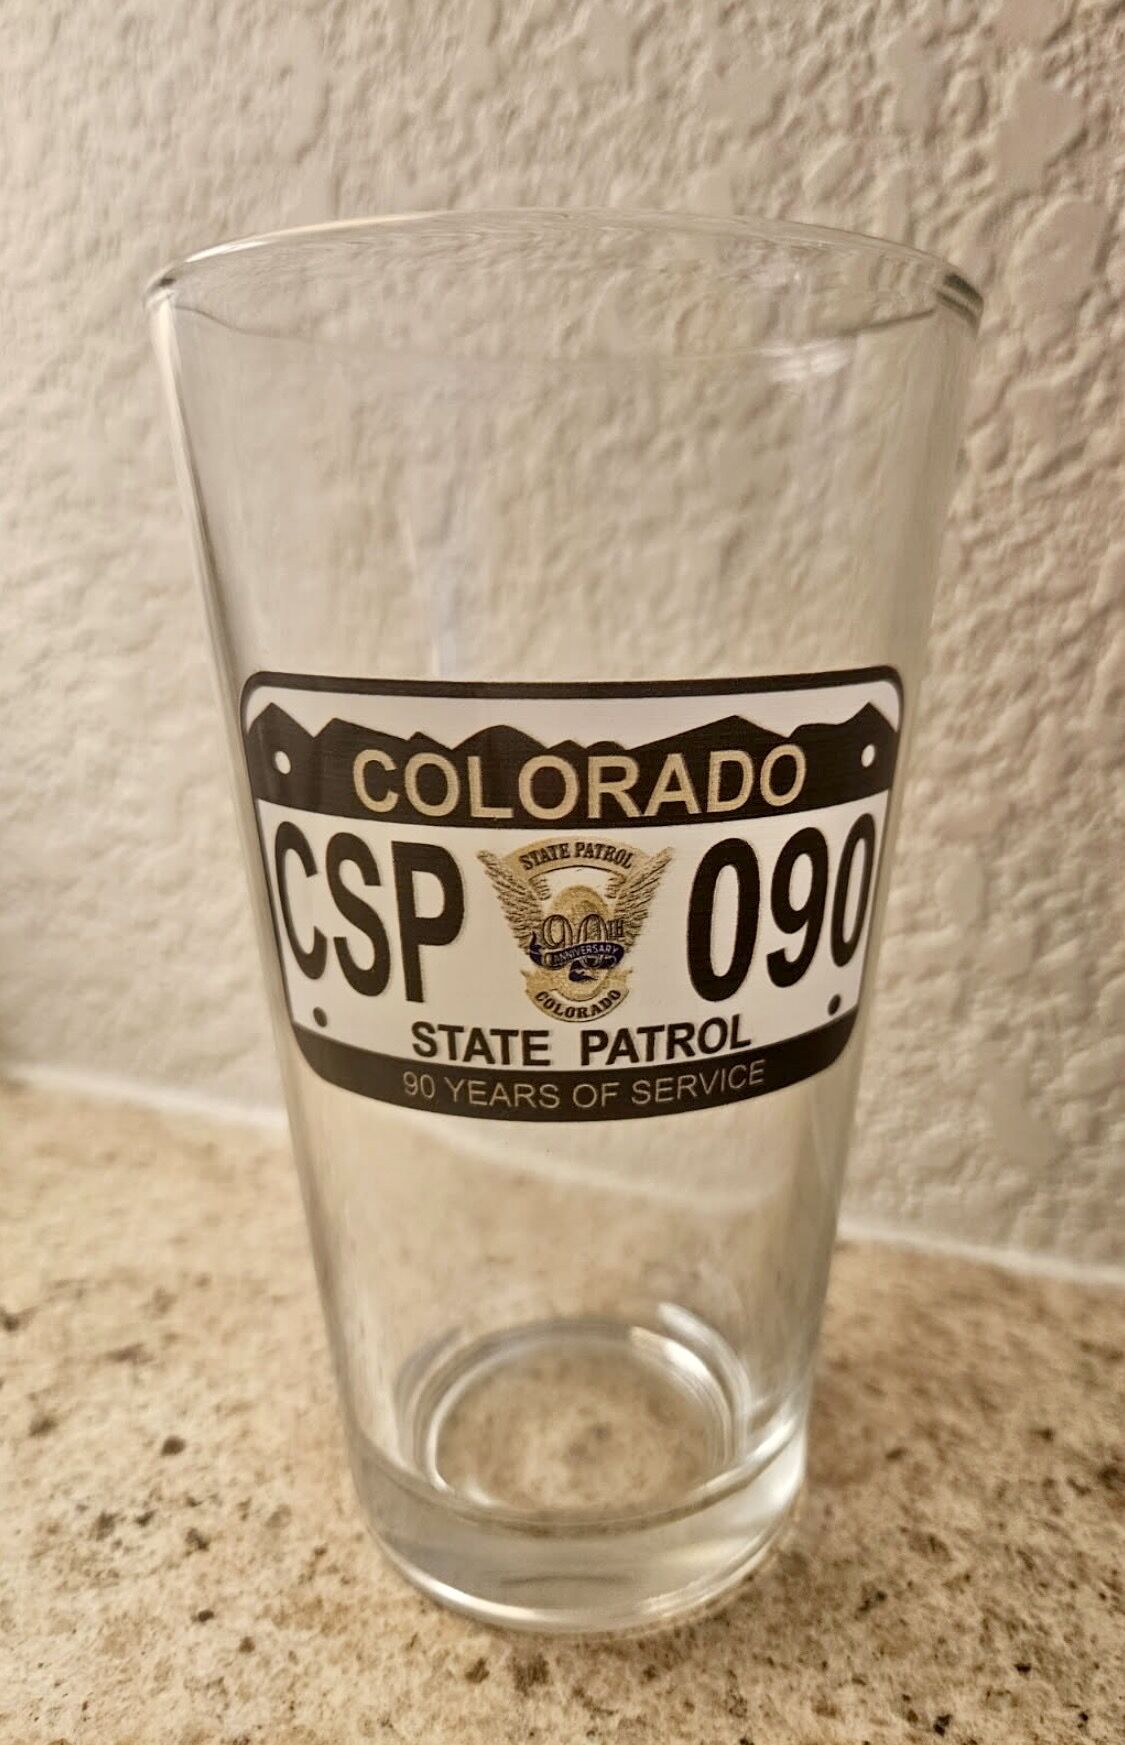 COLORADO
CSP 090
STATE PATROL
90TH
ANNIVERSARY
COLORADO
STATE PATROL
90 YEARS OF SERVICE